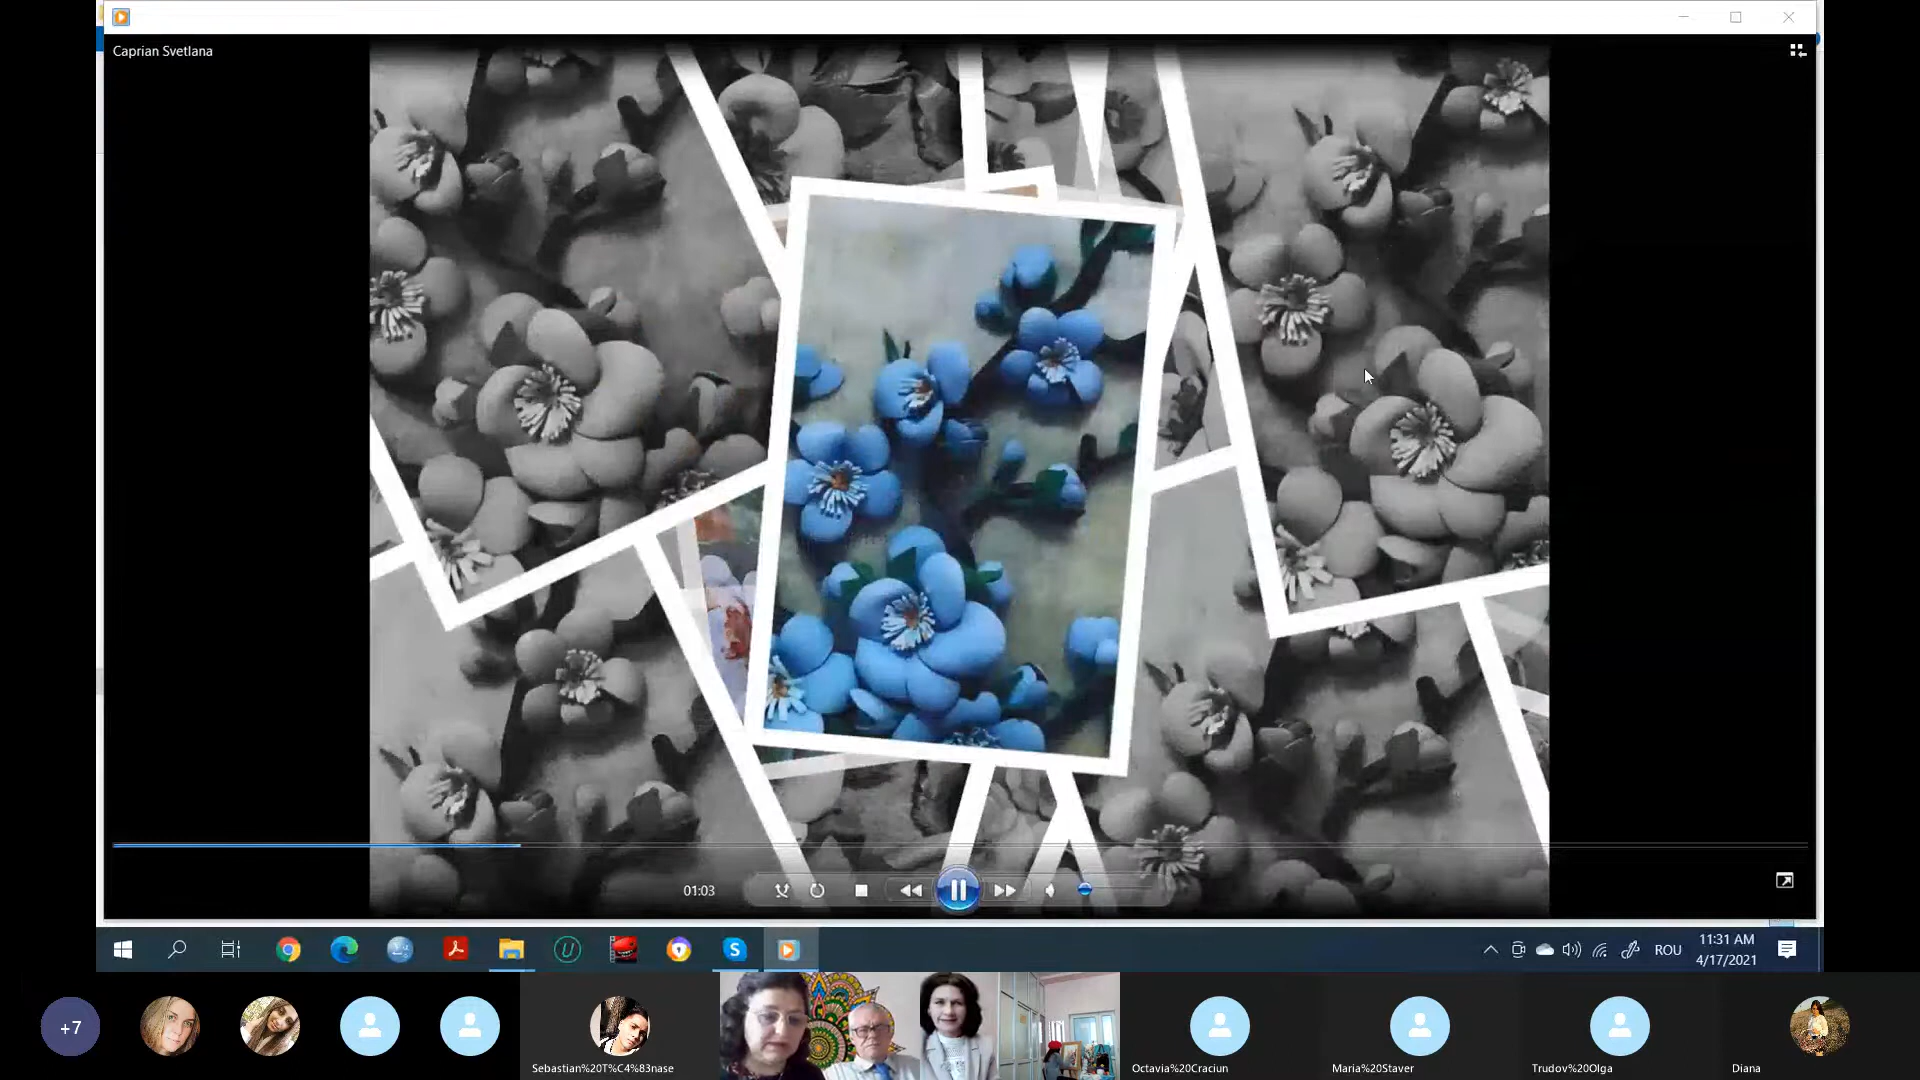 Caprian Svetlana
01:03
ROU
11:31 AM
4/17/2021
+7
Sebastian%20T%C4%83nase
Octavia%20Craciun
Maria%20Staver
Trudov%20Olga
Diana